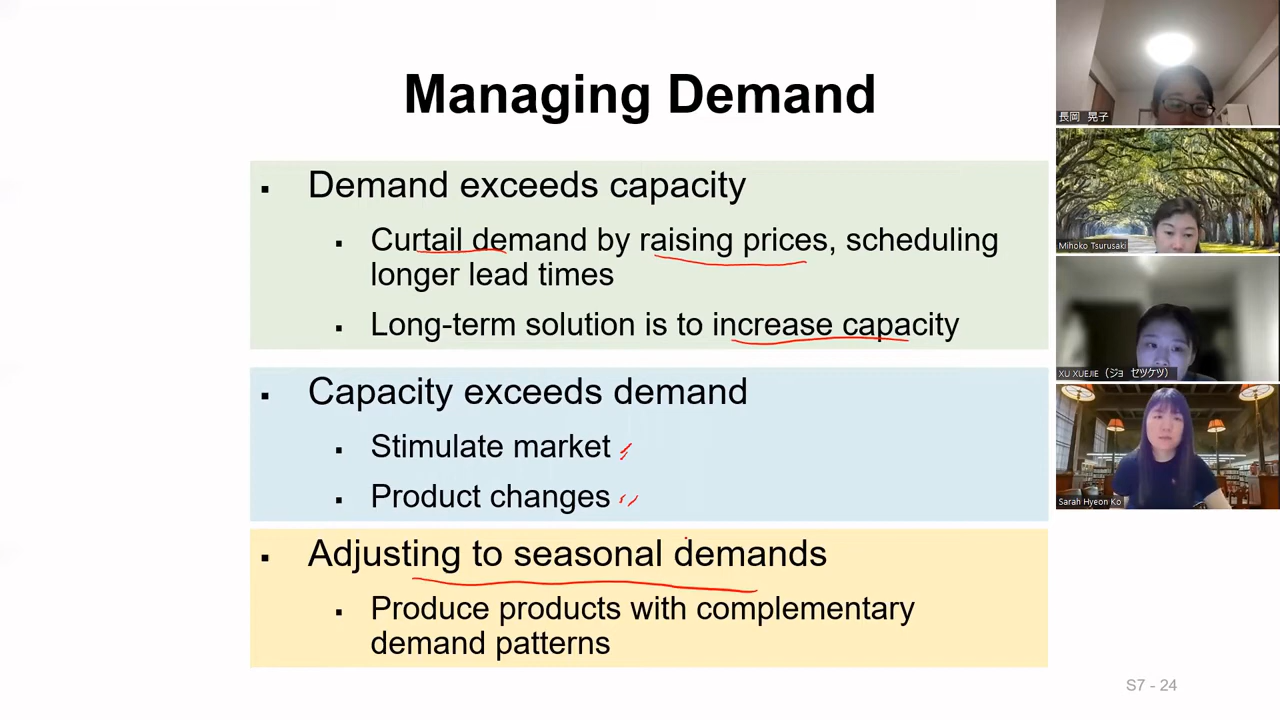 Managing Demand
▪ Demand exceeds capacity
▪ Curtail demand by raising prices, scheduling
longer lead times
▪ Long-term solution is to increase capacity
▪ Capacity exceeds demand
▪ Stimulate market
▪ Product changes
▪ Adjusting to seasonal demands
▪ Produce products with complementary
demand patterns
S7 - 24
長岡 晃子
Mihoko Tsurusaki
XU XUEJIE（ジョ セツケツ）
Sarah Hyeon Ko